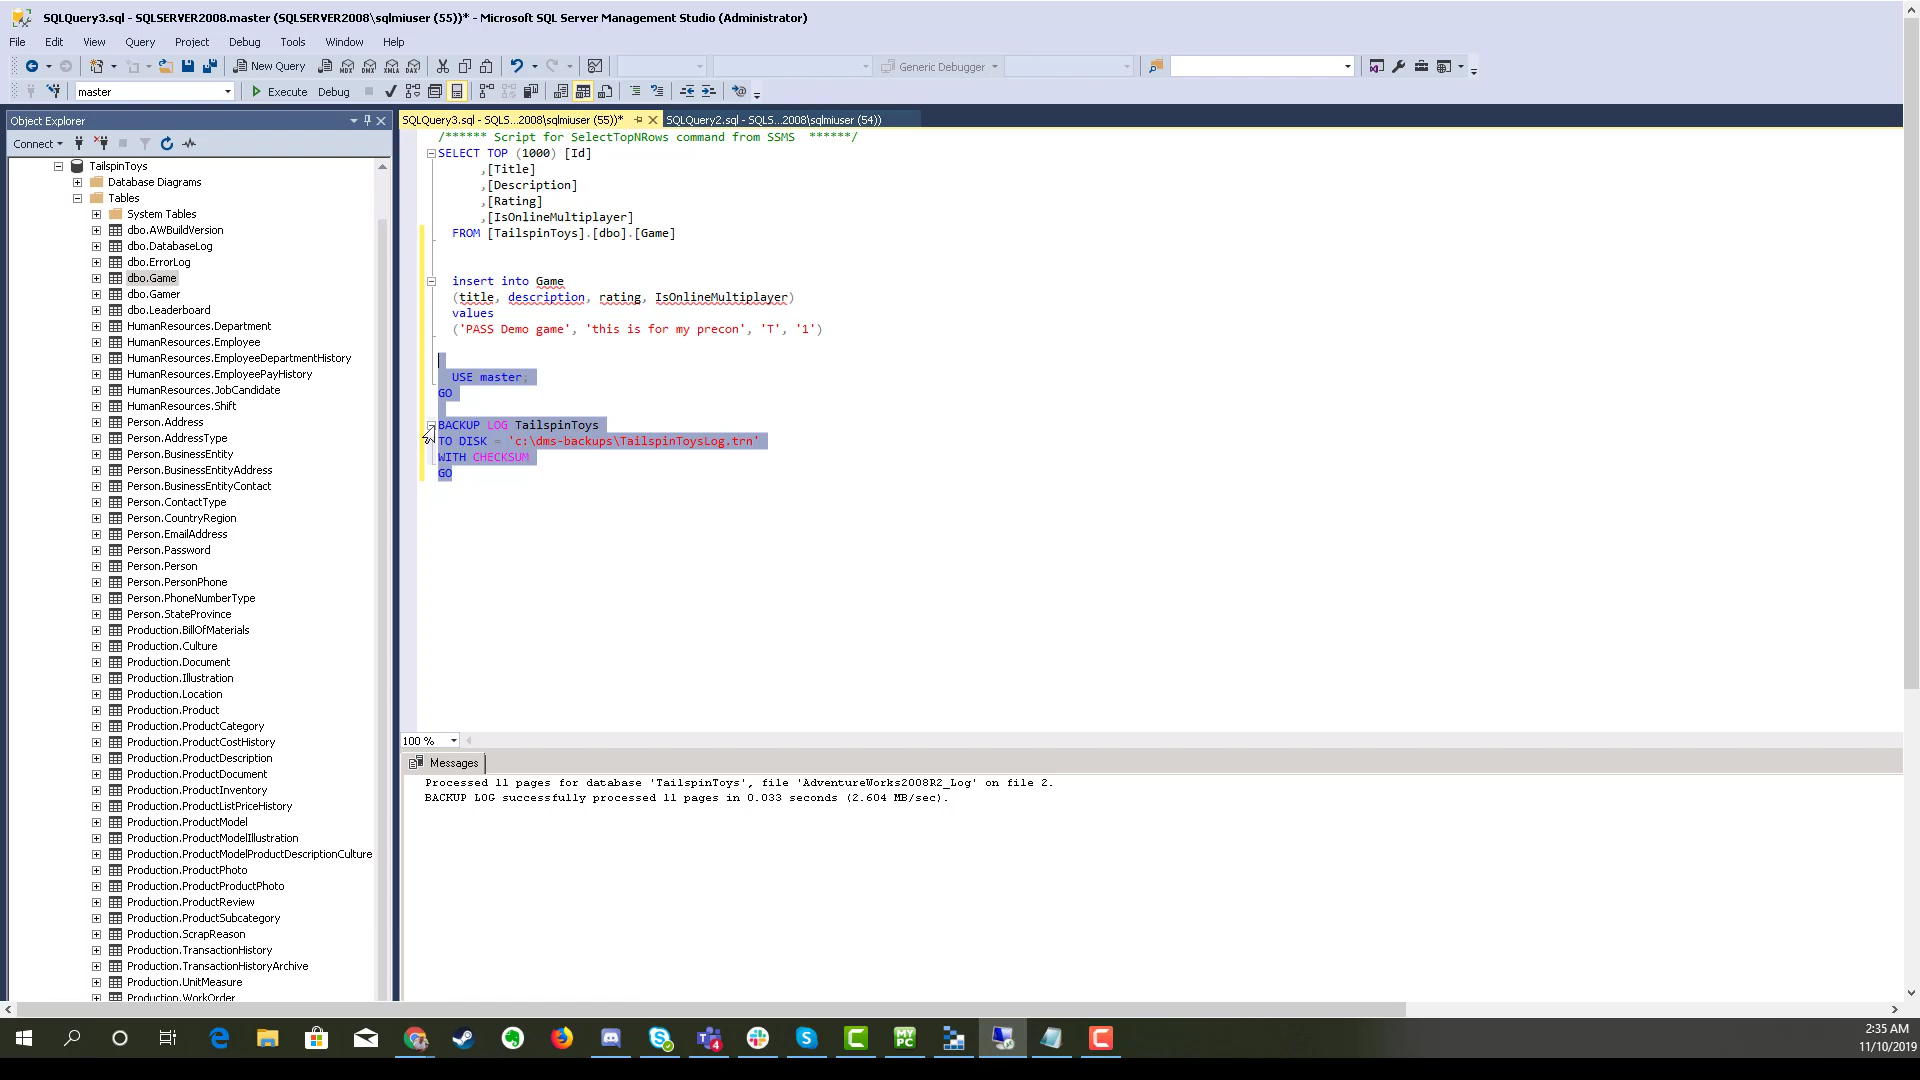 SQLQuery3.sql - SQLSERVER2008.master (SQLSERVER2008\sqlmiuser (55))* - Microsoft SQL Server Management Studio (Administrator)
File Edit View Query Project Debug Tools Window Help
New Query MDX DMX XMLA DAX Generic Debugger
master Execute Debug
Object Explorer
Connect
TailspinToys
Database Diagrams
Tables
System Tables
dbo.AWBuildVersion
dbo.DatabaseLog
dbo.ErrorLog
dbo.Game
dbo.Gamer
dbo.Leaderboard
HumanResources.Department
HumanResources.Employee
HumanResources.EmployeeDepartmentHistory
HumanResources.EmployeePayHistory
HumanResources.JobCandidate
HumanResources.Shift
Person.Address
Person.AddressType
Person.BusinessEntity
Person.BusinessEntityAddress
Person.BusinessEntityContact
Person.ContactType
Person.CountryRegion
Person.EmailAddress
Person.Password
Person.Person
Person.PersonPhone
Person.PhoneNumberType
Person.StateProvince
Production.BillOfMaterials
Production.Culture
Production.Document
Production.Illustration
Production.Location
Production.Product
Production.ProductCategory
Production.ProductCostHistory
Production.ProductDescription
Production.ProductDocument
Production.ProductInventory
Production.ProductListPriceHistory
Production.ProductModel
Production.ProductModelIllustration
Production.ProductModelProductDescriptionCulture
Production.ProductPhoto
Production.ProductProductPhoto
Production.ProductReview
Production.ProductSubcategory
Production.ScrapReason
Production.TransactionHistory
Production.TransactionHistoryArchive
Production.UnitMeasure
Production.WorkOrder
SQLQuery3.sql - SQLS...2008\sqlmiuser (55))* SQLQuery2.sql - SQLS...2008\sqlmiuser (54))
/****** Script for SelectTopNRows command from SSMS ******/
SELECT TOP (1000) [Id]
,[Title]
,[Description]
,[Rating]
,[IsOnlineMultiplayer]
FROM [TailspinToys].[dbo].[Game]
insert into Game
(title, description, rating, IsOnlineMultiplayer)
values
('PASS Demo game', 'this is for my precon', 'T', '1')
USE master;
GO
BACKUP LOG TailspinToys
TO DISK = 'c:\dms-backups\TailspinToysLog.trn'
WITH CHECKSUM
GO
100 %
Messages
Processed 11 pages for database 'TailspinToys', file 'AdventureWorks2008R2_Log' on file 2.
BACKUP LOG successfully processed 11 pages in 0.033 seconds (2.604 MB/sec).
MY PC
4
2:35 AM
11/10/2019